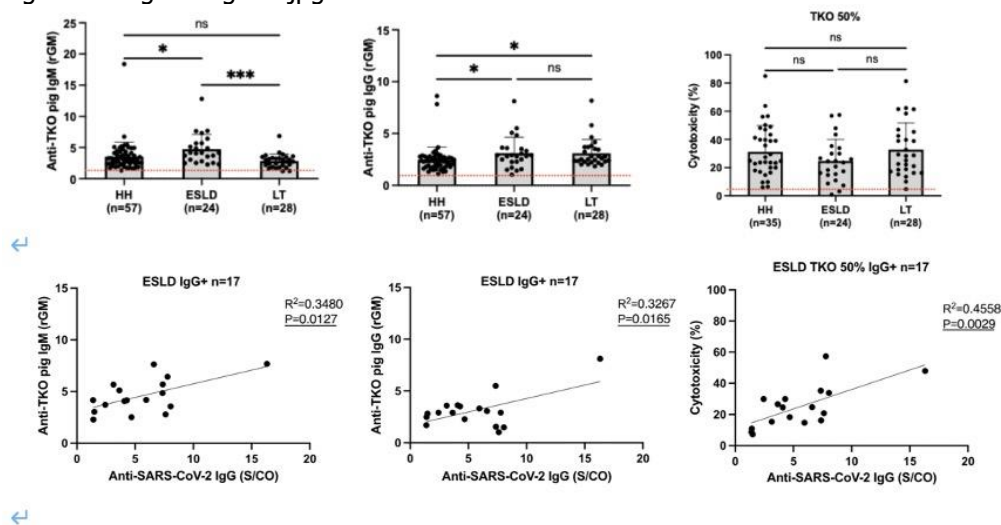 25
20
15
10
5
0
Anti-TKO pig IgM (rGM)
ns
*
***
HH
(n=57)
ESLD
(n=24)
LT
(n=28)
15
10
5
0
Anti-TKO pig IgG (rGM)
*
*
ns
HH
(n=57)
ESLD
(n=24)
LT
(n=28)
TKO 50%
100
80
60
40
20
0
Cytotoxicity (%)
ns
ns
ns
HH
(n=35)
ESLD
(n=24)
LT
(n=28)
ESLD IgG+ n=17
R²=0.3480
P=0.0127
15
10
5
0
Anti-TKO pig IgM (rGM)
0 5 10 15 20
Anti-SARS-CoV-2 IgG (S/CO)
ESLD IgG+ n=17
R²=0.3267
P=0.0165
15
10
5
0
Anti-TKO pig IgG (rGM)
0 5 10 15 20
Anti-SARS-CoV-2 IgG (S/CO)
ESLD TKO 50% IgG+ n=17
R²=0.4558
P=0.0029
100
80
60
40
20
0
Cytotoxicity (%)
0 5 10 15 20
Anti-SARS-CoV-2 IgG (S/CO)